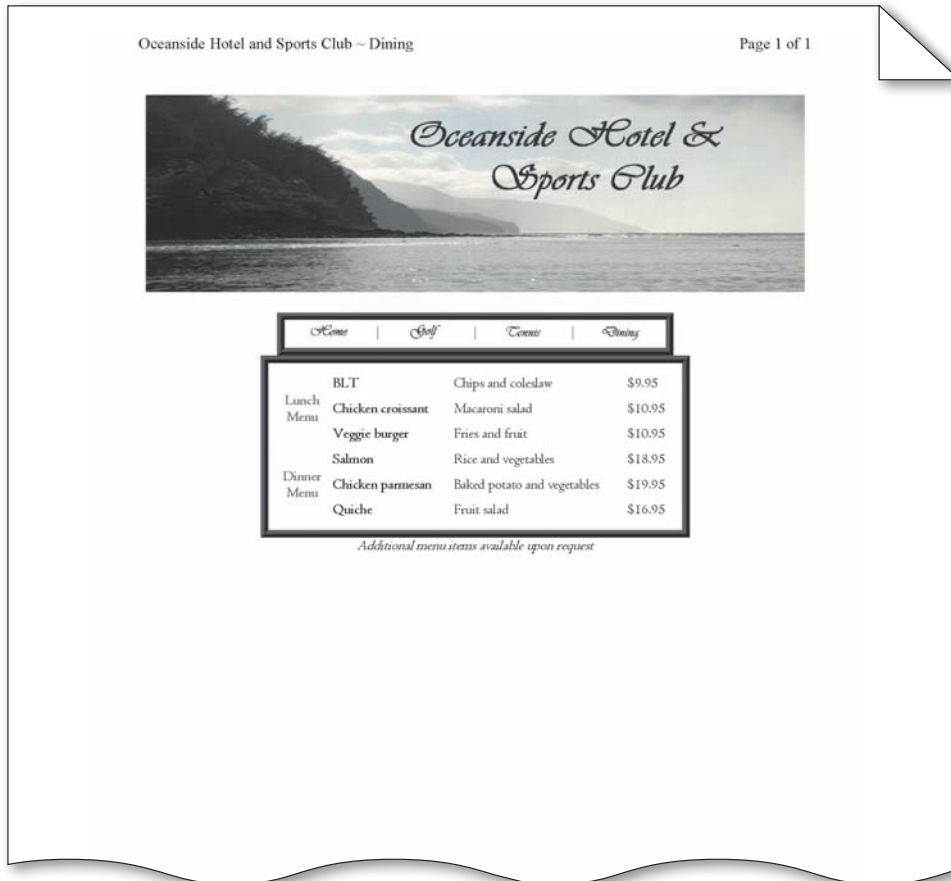 Oceanside Hotel and Sports Club ~ Dining Page 1 of 1
Oceanside Hotel &
Sports Club
Home | Golf | Tennis | Dining
BLT Chips and coleslaw $9.95
Lunch
Menu
Chicken croissant Macaroni salad $10.95
Veggie burger Fries and fruit $10.95
Salmon Rice and vegetables $18.95
Dinner
Menu
Chicken parmesan Baked potato and vegetables $19.95
Quiche Fruit salad $16.95
Additional menu items available upon request